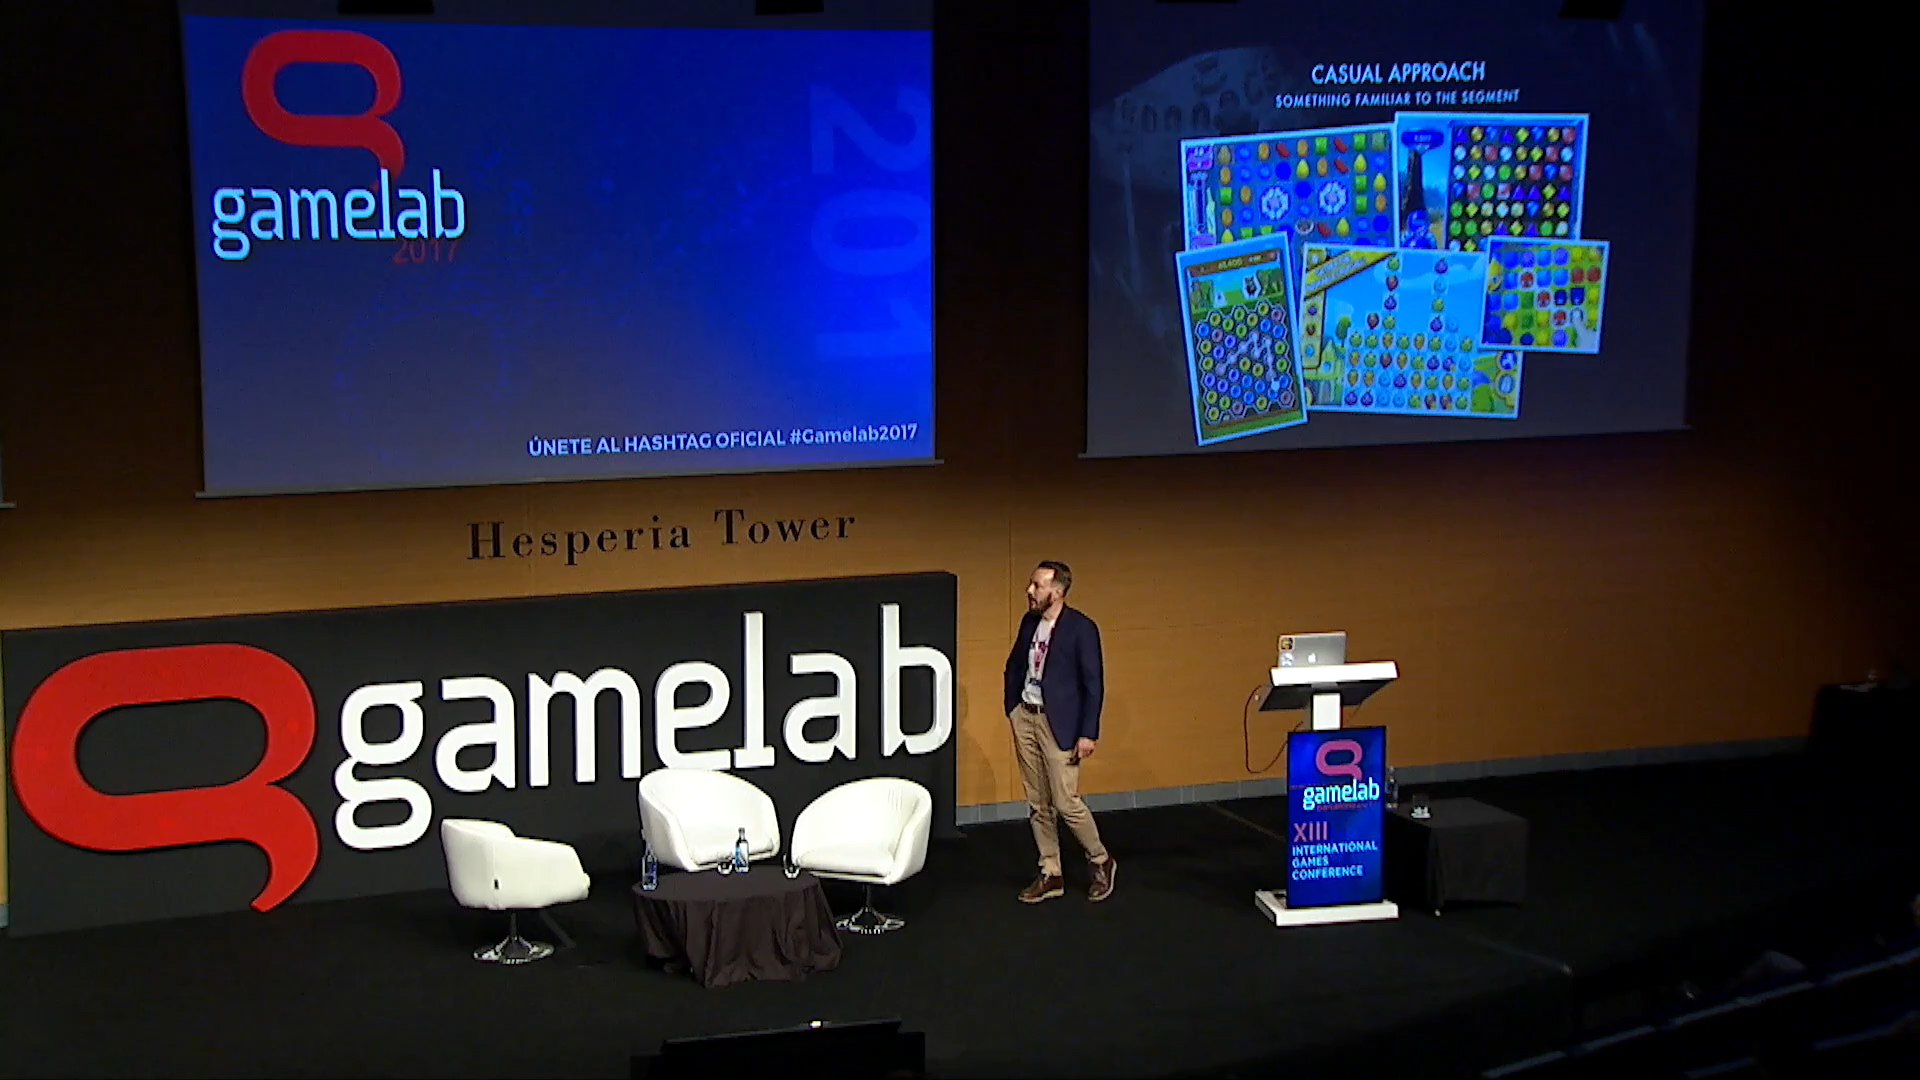 gamelab
2017
2017
ÚNETE AL HASHTAG OFICIAL #Gamelab2017
CASUAL APPROACH
SOMETHING FAMILIAR TO THE SEGMENT
Hesperia Tower
gamelab
gamelab
XIII
INTERNATIONAL
GAMES
CONFERENCE